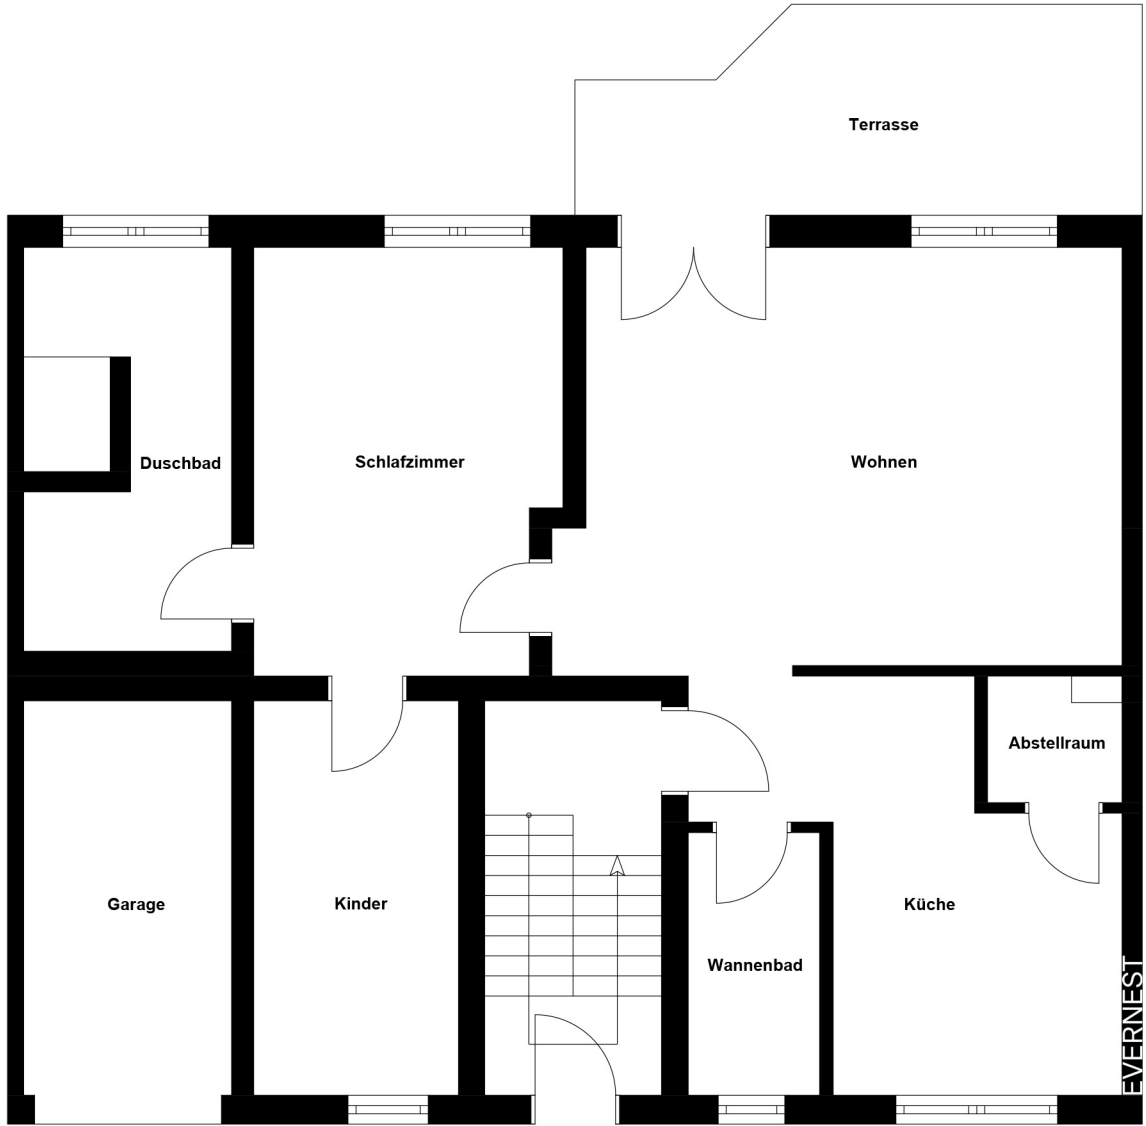 Terrasse
Duschbad
Schlafzimmer
Wohnen
Abstellraum
Garage
Kinder
Küche
Wannenbad
EVERNEST